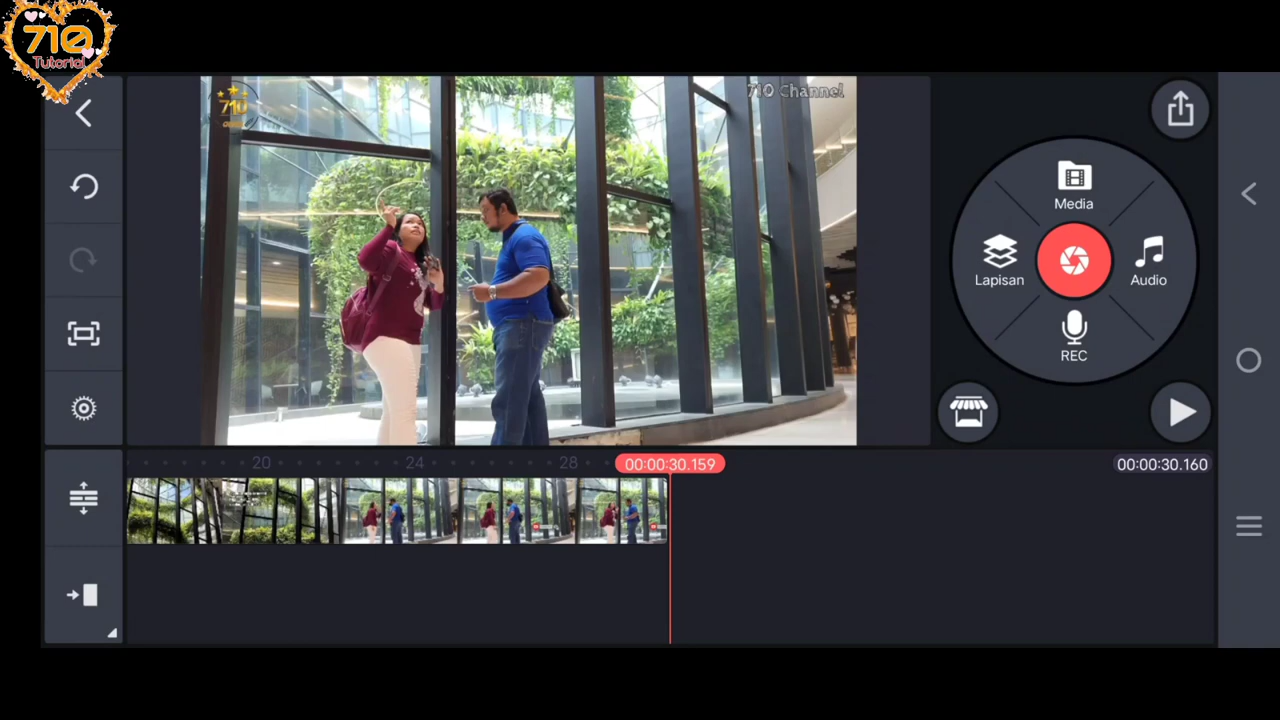 710
Tutorial
710
710 Channel
Media
Lapisan
Audio
REC
20
24
28
00:00:30.159
00:00:30.160